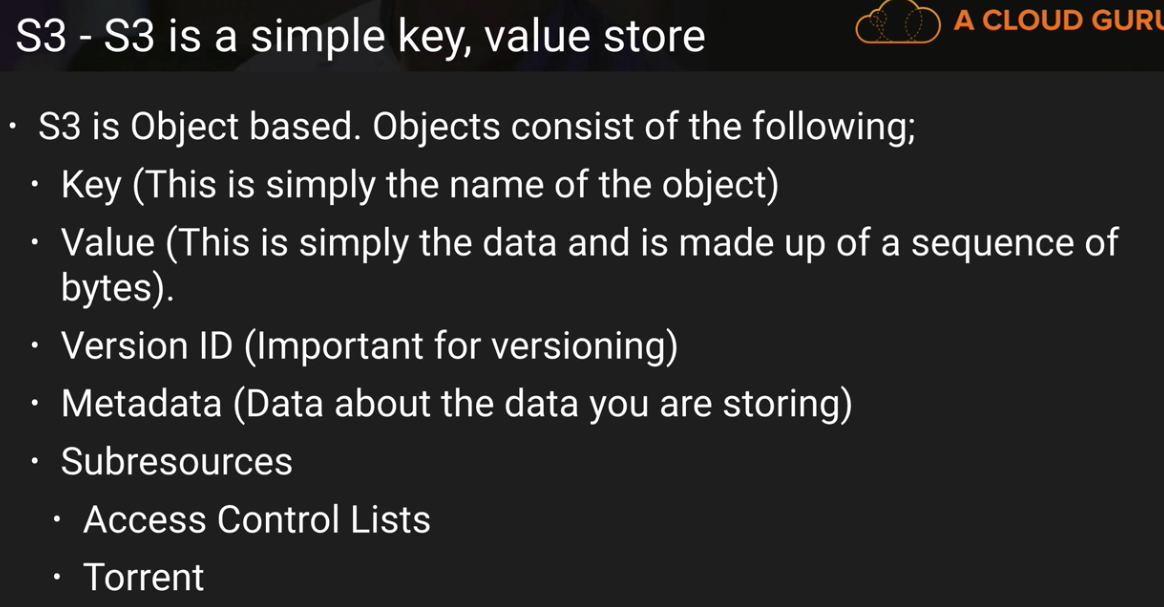 S3 - S3 is a simple key, value store
A CLOUD GURU
• S3 is Object based. Objects consist of the following;
• Key (This is simply the name of the object)
• Value (This is simply the data and is made up of a sequence of
bytes).
• Version ID (Important for versioning)
• Metadata (Data about the data you are storing)
• Subresources
• Access Control Lists
• Torrent